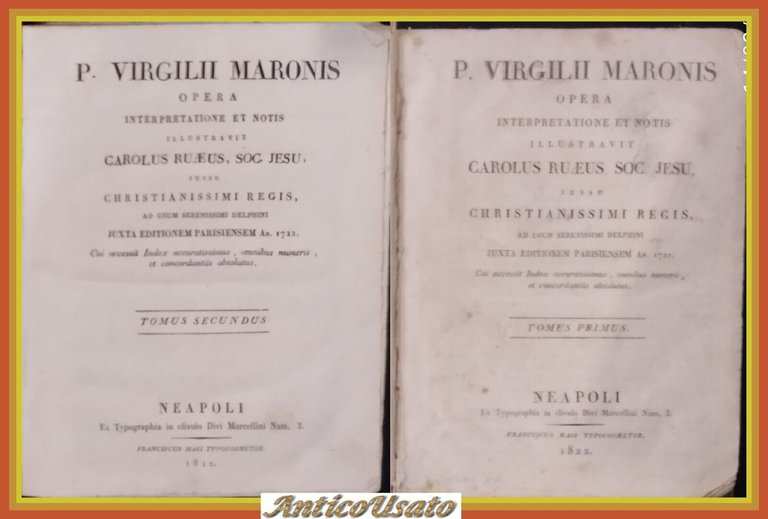 P. VIRGILII MARONIS
OPERA
INTERPRETATIONE ET NOTIS
ILLUSTRAVIT
CAROLUS RUÆUS, SOC. JESU,
JUSSU
CHRISTIANISSIMI REGIS,
AD USUM SERENISSIMI DELPHINI
JUXTA EDITIONEM PARISIENSEM AN. 1722.
Cui accessit Index accuratissimus, omnibus numeris,
et concordantiis absolutus.
TOMUS SECUNDUS
NEAPOLI
Ex Typographia in clivulo Divi Marcellini Num. 3.
FRANCISCUS MASI TYPOCOSMETOR.
1822.
P. VIRGILII MARONIS
OPERA
INTERPRETATIONE ET NOTIS
ILLUSTRAVIT
CAROLUS RUÆUS SOC. JESU,
JUSSU
CHRISTIANISSIMI REGIS,
AD USUM SERENISSIMI DELPHINI
JUXTA EDITIONEM PARISIENSEM AN.
Cui accessit Index accuratissimus, omnibus numeris,
et concordantiis absolutus.
TOMES PRIMUS.
NEAPOLI
Ex Typographia in clivulo Divi Marcellini Num. 3.
FRANCISCUS MASI TYPOCOSMETOR.
1822.
AnticoUsato